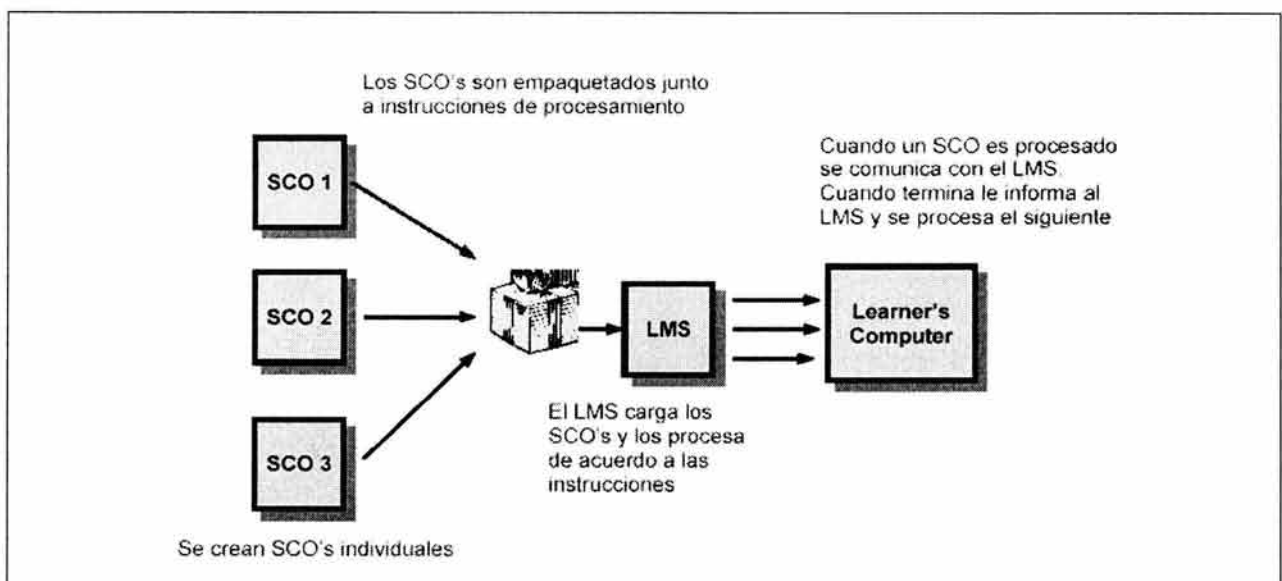 Los SCO's son empaquetados junto
a instrucciones de procesamiento
Cuando un SCO es procesado
se comunica con el LMS.
Cuando termina le informa al
LMS y se procesa el siguiente
SCO 1
SCO 2
SCO 3
LMS
Learner's
Computer
El LMS carga los
SCO's y los procesa
de acuerdo a las
instrucciones
Se crean SCO's individuales